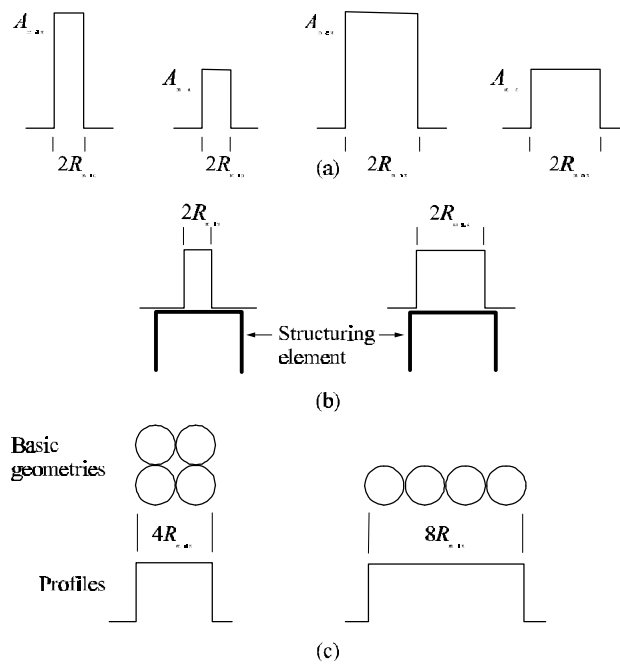 A A A A
2R 2R 2R 2R
(a)
2R 2R
Structuring
element
(b)
Basic
geometries
4R 8R
Profiles
(c)